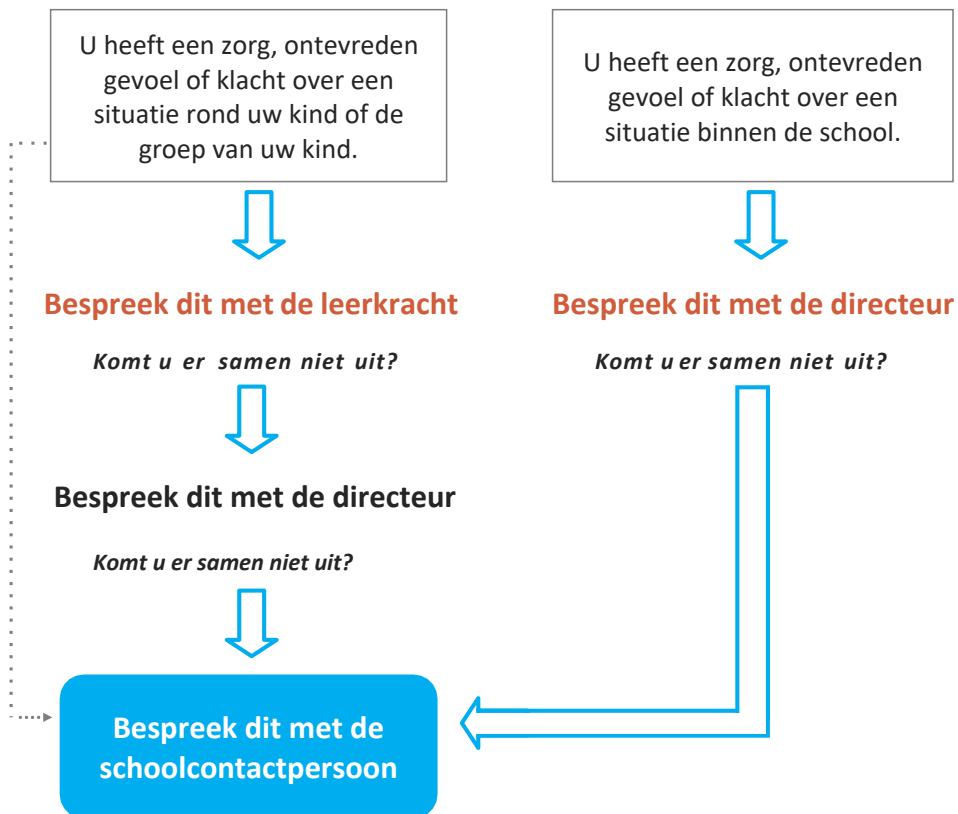 U heeft een zorg, ontevreden
gevoel of klacht over een
situatie rond uw kind of de
groep van uw kind.
U heeft een zorg, ontevreden
gevoel of klacht over een
situatie binnen de school.
Bespreek dit met de leerkracht
Komt u er samen niet uit?
Bespreek dit met de directeur
Komt u er samen niet uit?
Bespreek dit met de directeur
Komt u er samen niet uit?
Bespreek dit met de
schoolcontactpersoon